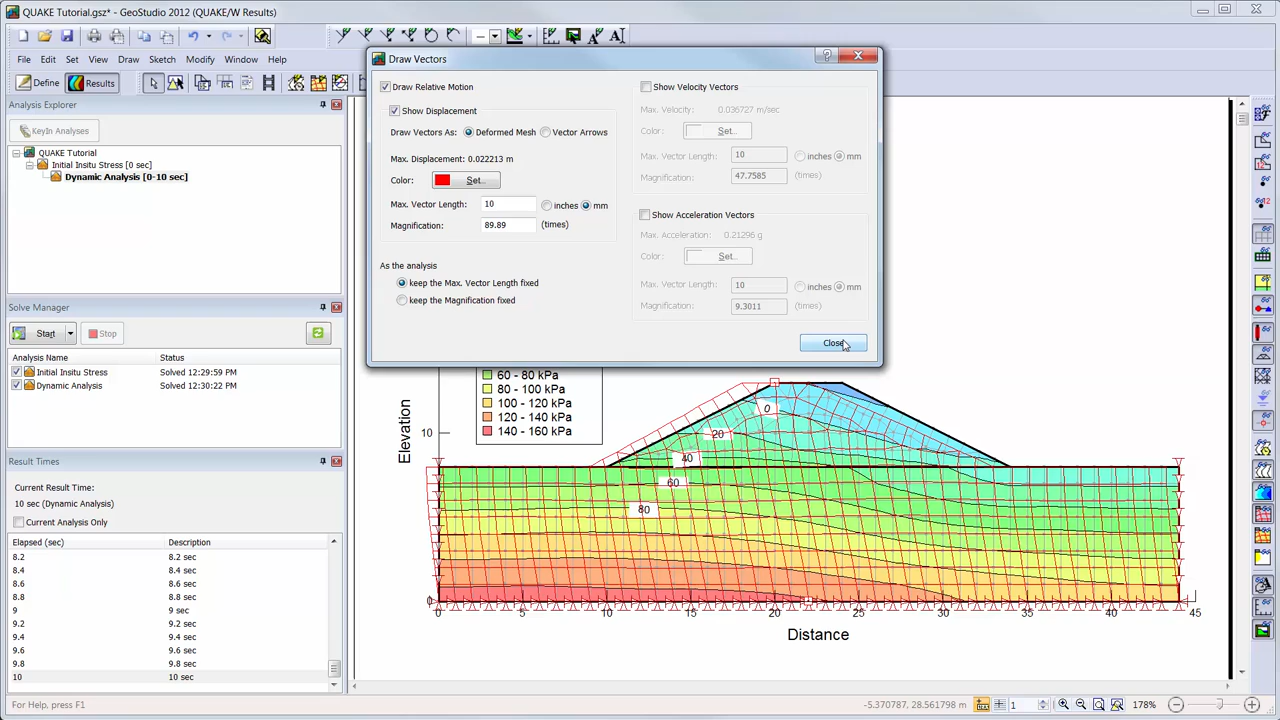 QUAKE Tutorial.gsz* - GeoStudio 2012 (QUAKE/W Results)
File Edit Set View Draw Sketch Modify Window Help
Define Results
Analysis Explorer
KeyIn Analyses
QUAKE Tutorial
Initial Insitu Stress [0 sec]
Dynamic Analysis [0-10 sec]
Solve Manager
Start Stop
Analysis Name Status
Initial Insitu Stress Solved 12:29:59 PM
Dynamic Analysis Solved 12:30:22 PM
Result Times
Current Result Time:
10 sec (Dynamic Analysis)
Current Analysis Only
Elapsed (sec) Description
8.2 8.2 sec
8.4 8.4 sec
8.6 8.6 sec
8.8 8.8 sec
9 9 sec
9.2 9.2 sec
9.4 9.4 sec
9.6 9.6 sec
9.8 9.8 sec
10 10 sec
Draw Vectors
Draw Relative Motion
Show Displacement
Draw Vectors As: Deformed Mesh Vector Arrows
Max. Displacement: 0.022213 m
Color: Set...
Max. Vector Length: 10 inches mm
Magnification: 89.89 (times)
As the analysis
keep the Max. Vector Length fixed
keep the Magnification fixed
Show Velocity Vectors
Max. Velocity: 0.036727 m/sec
Color: Set...
Max. Vector Length: 10 inches mm
Magnification: 47.7585 (times)
Show Acceleration Vectors
Max. Acceleration: 0.21296 g
Color: Set...
Max. Vector Length: 10 inches mm
Magnification: 9.3011 (times)
Close
60 - 80 kPa
80 - 100 kPa
100 - 120 kPa
120 - 140 kPa
140 - 160 kPa
Elevation
10
0
0
20
40
60
80
0 5 10 15 20 25 30 35 40 45
Distance
For Help, press F1
-5.370787, 28.561798 m 1 178%